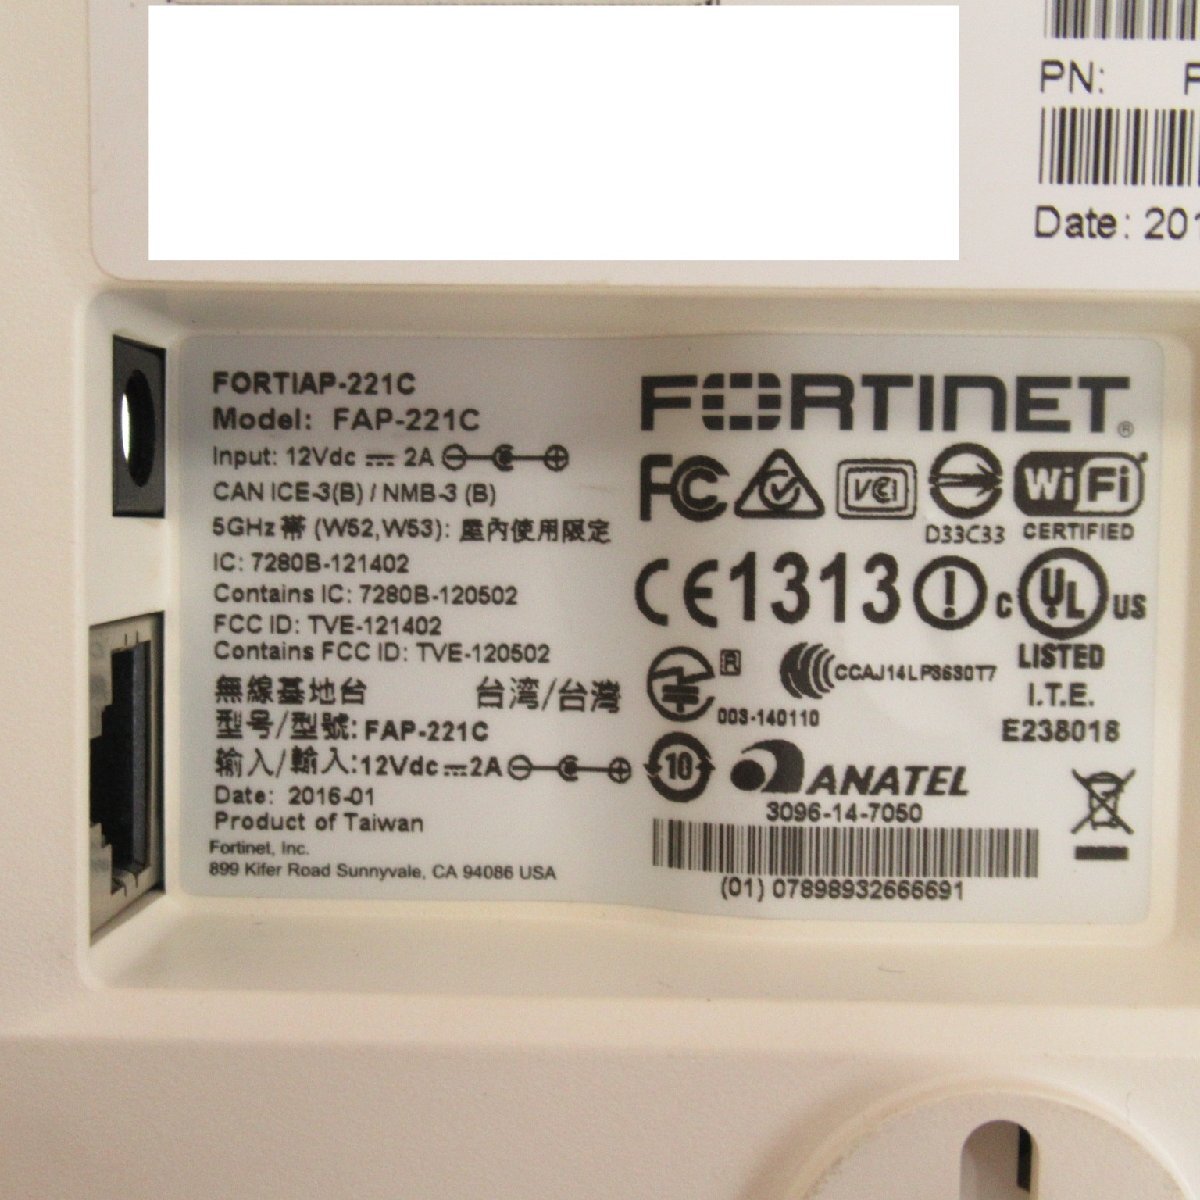 PN:
Date: 201
FORTIAP-221C
Model: FAP-221C
Input: 12Vdc 2A
CAN ICE-3(B) / NMB-3 (B)
5GHz 帯 (W52,W53): 屋內使用限定
IC: 7280B-121402
Contains IC: 7280B-120502
FCC ID: TVE-121402
Contains FCC ID: TVE-120502
無線基地台 台湾/台灣
型号/型號: FAP-221C
输入/輸入:12Vdc 2A
Date: 2016-01
Product of Taiwan
Fortinet, Inc.
899 Kifer Road Sunnyvale, CA 94086 USA
FORTINET®
FC VCI WiFi
D33C33 CERTIFIED
CE1313 c UL US
LISTED
I.T.E.
E238018
R
CCAJ14LP3630T7
003-140110
10 ANATEL
3096-14-7050
(01) 07898932666691